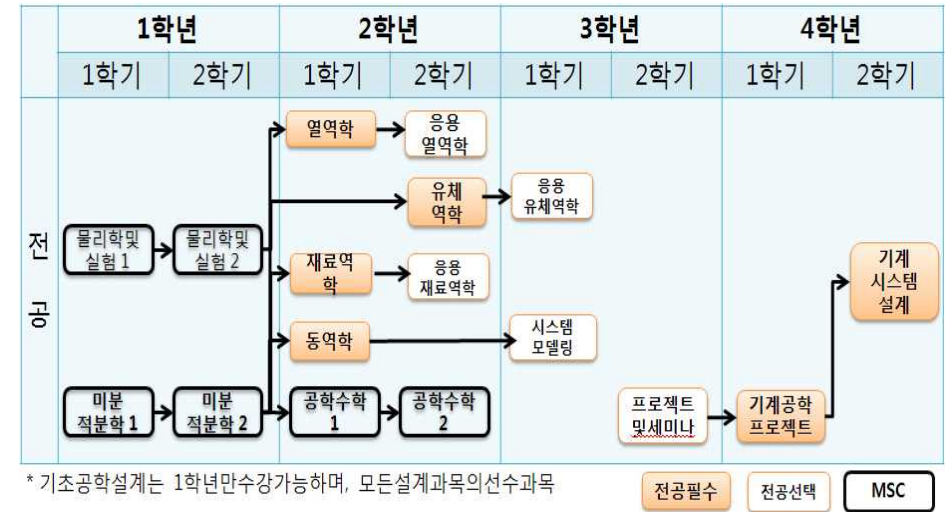 1학년 2학년 3학년 4학년
1학기 2학기 1학기 2학기 1학기 2학기 1학기 2학기
전
공
열역학
응용
열역학
유체
역학
응용
유체역학
물리학및
실험 1
물리학및
실험 2
재료역
학
응용
재료역학
기계
시스템
설계
동역학
시스템
모델링
미분
적분학 1
미분
적분학 2
공학수학
1
공학수학
2
프로젝트
및세미나
기계공학
프로젝트
* 기초공학설계는 1학년만수강가능하며, 모든설계과목의선수과목
전공필수
전공선택
MSC